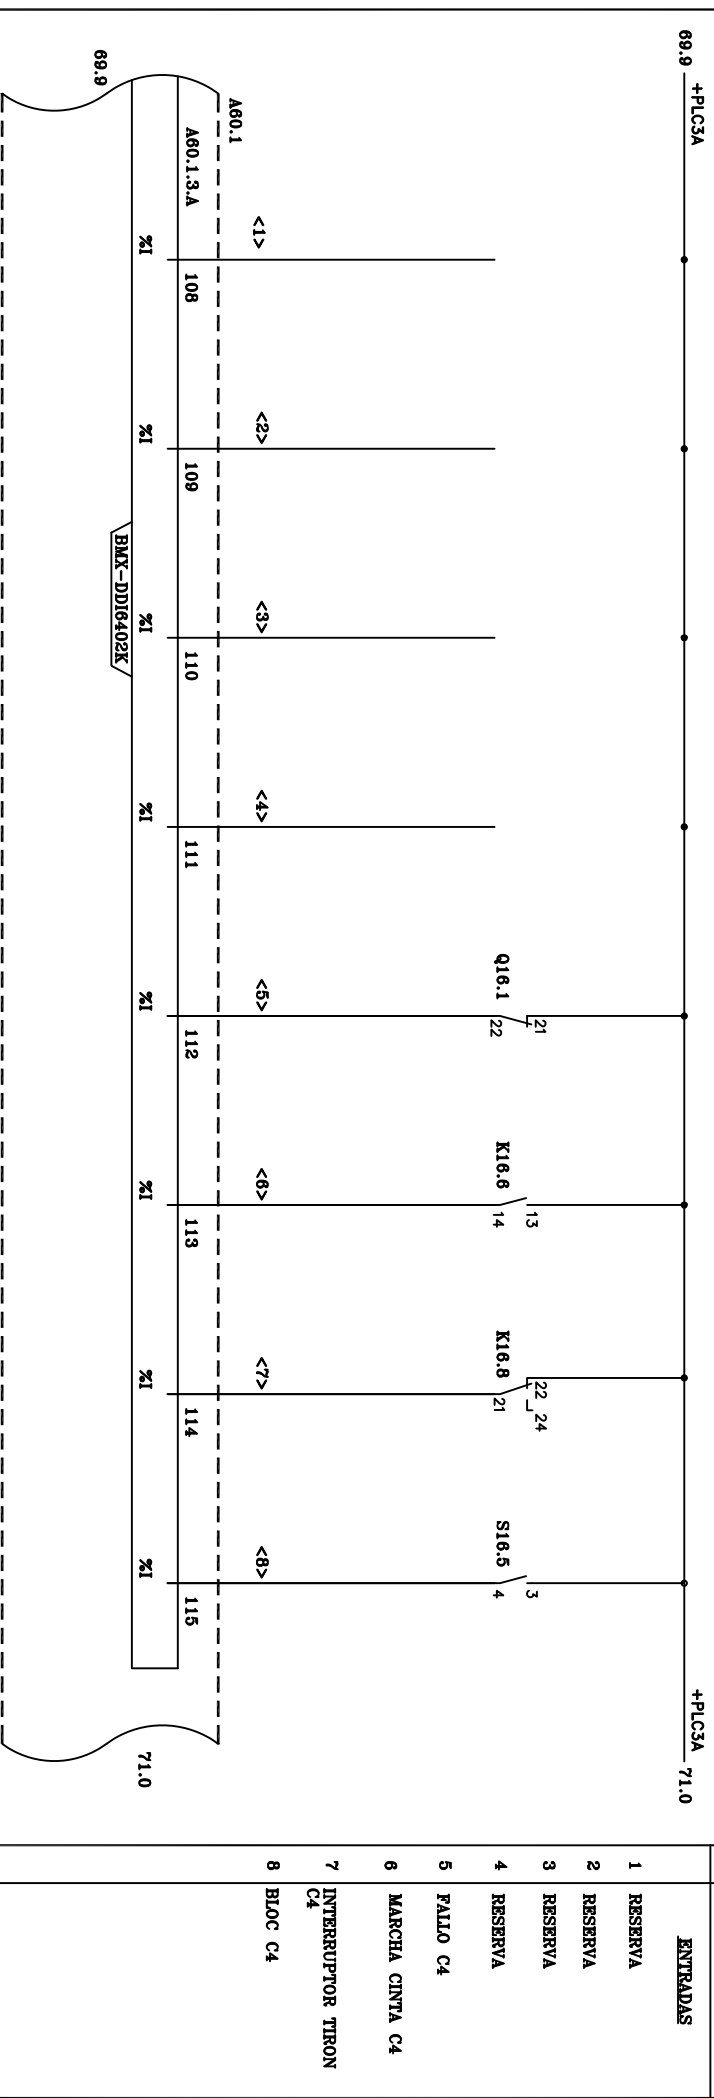 69.9 +PLC3A +PLC3A 71.0
Q16.1 21 22
K16.6 13 14
K16.8 22 24 21
S16.5 3 4
<1> <2> <3> <4> <5> <6> <7> <8>
A60.1
A60.1.3.A 108 109 110 111 112 113 114 115
%I %I %I %I %I %I %I %I
69.9 71.0
BMX-DDI6402K
ENTRADAS
1 RESERVA
2 RESERVA
3 RESERVA
4 RESERVA
5 FALLO C4
6 MARCHA CINTA C4
7 INTERRUPTOR TIRON
C4
8 BLOC C4